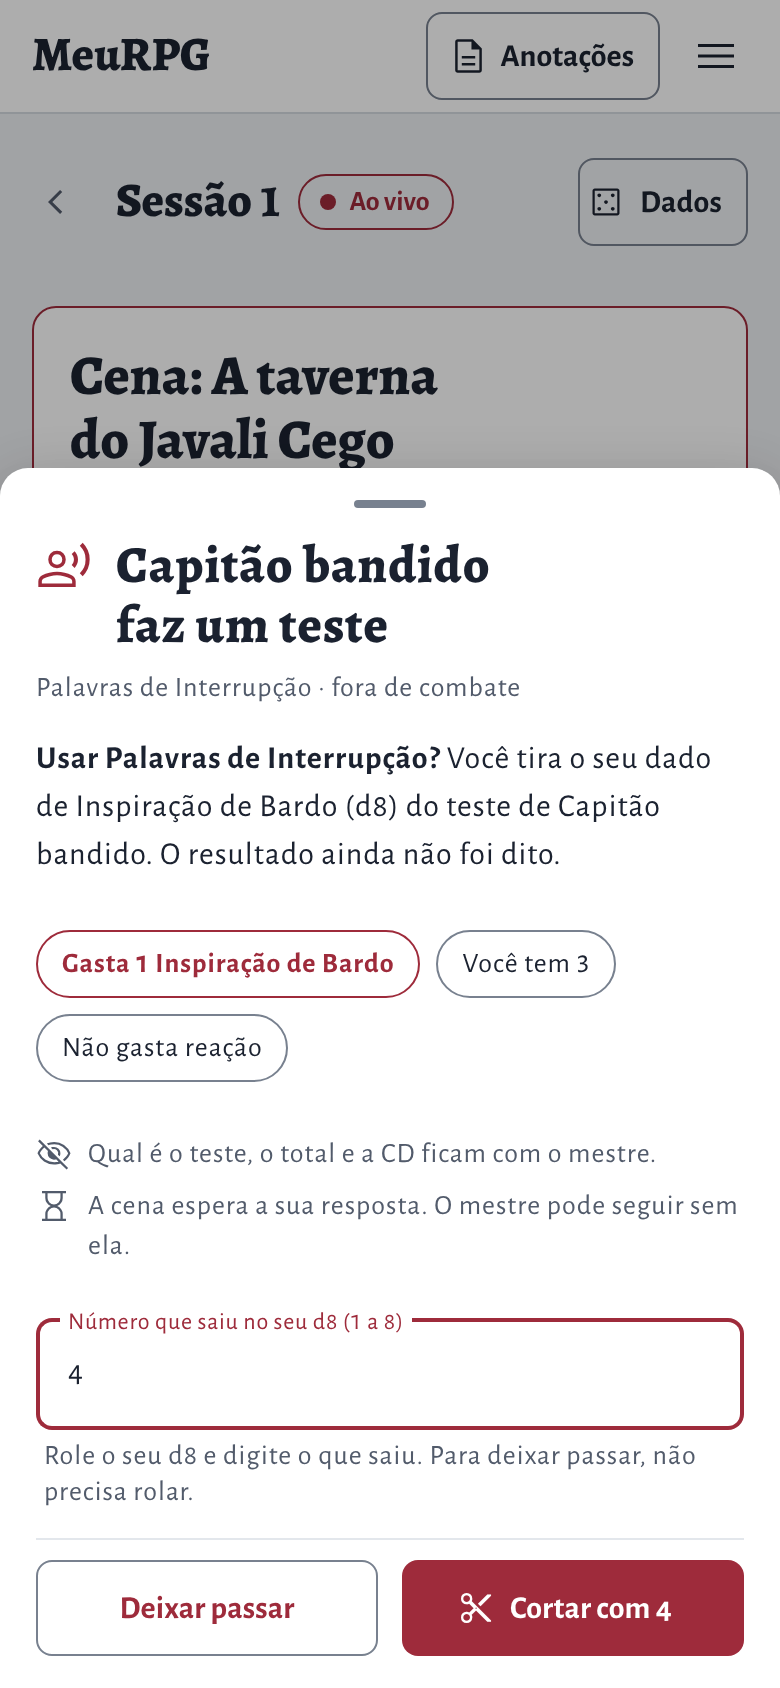 MeuRPG
Anotações
Sessão 1
Ao vivo
Dados
Cena: A taverna
do Javali Cego
Capitão bandido
faz um teste
Palavras de Interrupção · fora de combate
Usar Palavras de Interrupção? Você tira o seu dado
de Inspiração de Bardo (d8) do teste de Capitão
bandido. O resultado ainda não foi dito.
Gasta 1 Inspiração de Bardo
Você tem 3
Não gasta reação
Qual é o teste, o total e a CD ficam com o mestre.
A cena espera a sua resposta. O mestre pode seguir sem
ela.
Número que saiu no seu d8 (1 a 8)
4
Role o seu d8 e digite o que saiu. Para deixar passar, não
precisa rolar.
Deixar passar
Cortar com 4